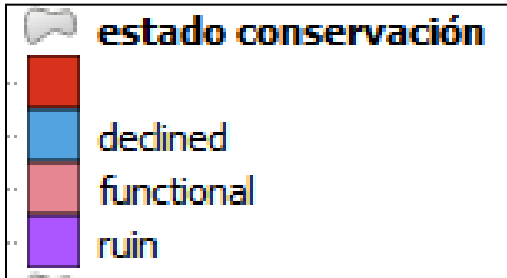 estado conservación
declined
functional
ruin